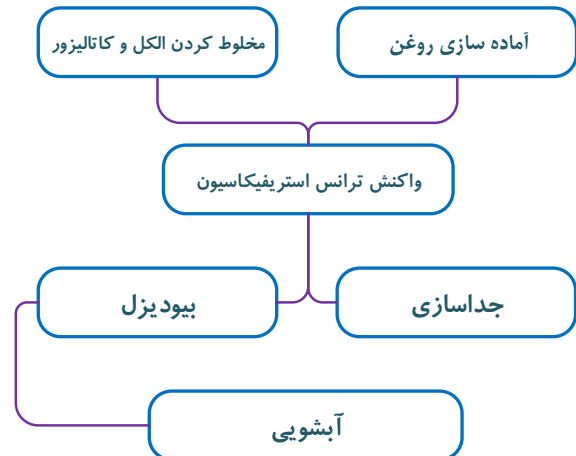 آماده سازی روغن
مخلوط کردن الکل و کاتالیزور
واکنش ترانس استریفیکاسیون
جداسازی
بیودیزل
آبشویی